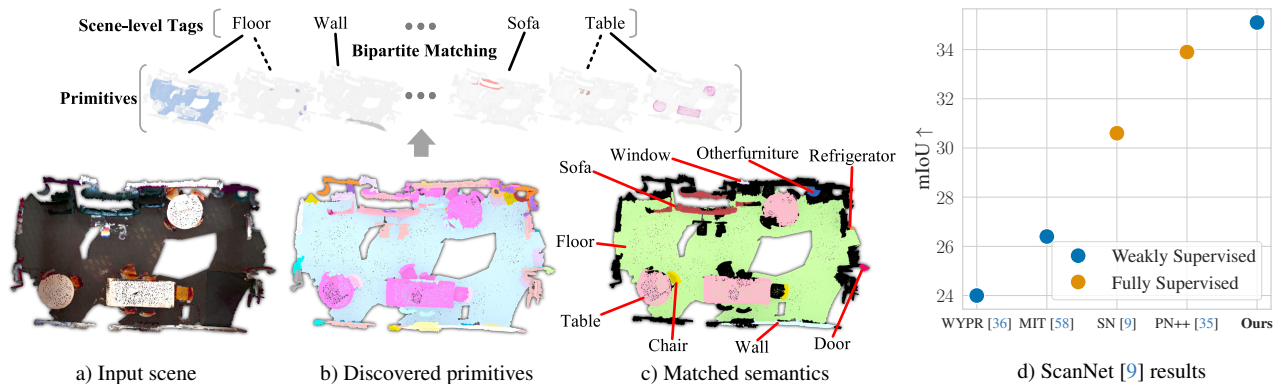 Scene-level Tags
Floor
Wall
Sofa
Table
Bipartite Matching
Primitives
Window
Otherfurniture
Refrigerator
Sofa
Floor
Table
Chair
Wall
Door
a) Input scene
b) Discovered primitives
c) Matched semantics
mIoU ↑
34
32
30
28
26
24
Weakly Supervised
Fully Supervised
WYPR [36] MIT [58] SN [9] PN++ [35] Ours
d) ScanNet [9] results